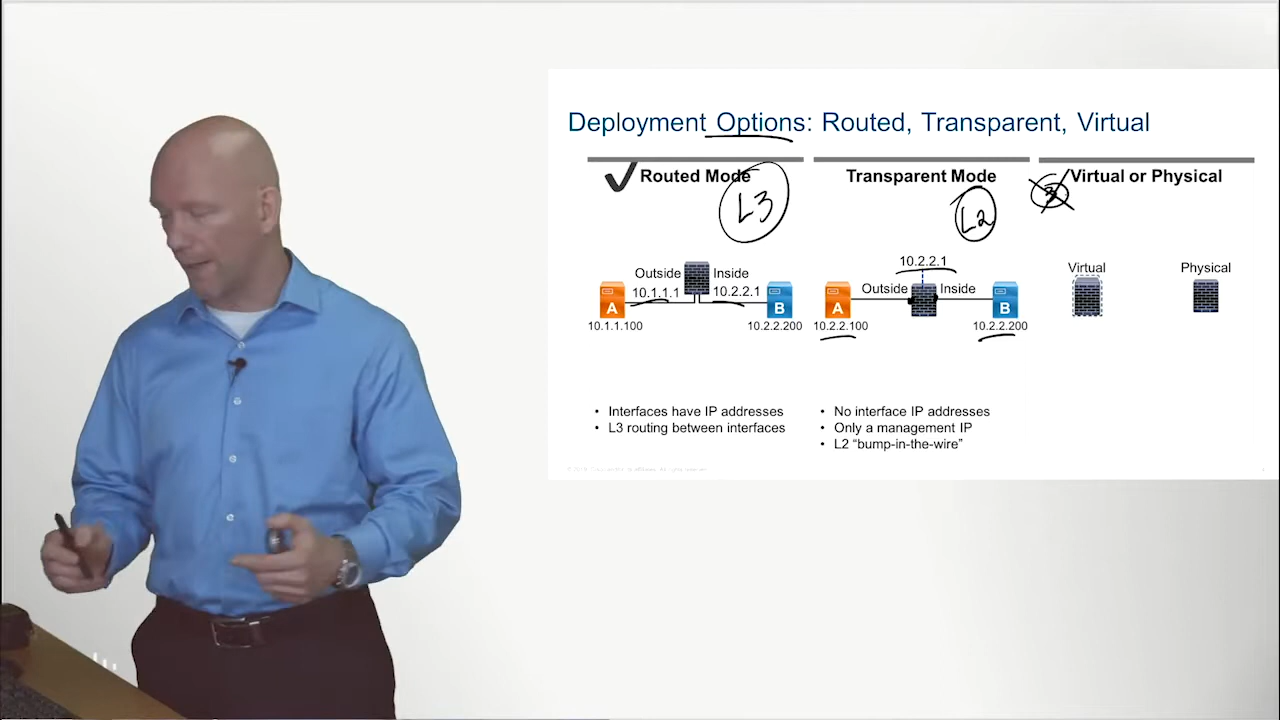 Deployment Options: Routed, Transparent, Virtual
Routed Mode
L3
Outside
Inside
10.1.1.1
10.2.2.1
A
B
10.1.1.100
10.2.2.200
• Interfaces have IP addresses
• L3 routing between interfaces
Transparent Mode
L2
10.2.2.1
Outside
Inside
A
B
10.2.2.100
10.2.2.200
• No interface IP addresses
• Only a management IP
• L2 “bump-in-the-wire”
Virtual or Physical
Virtual
Physical